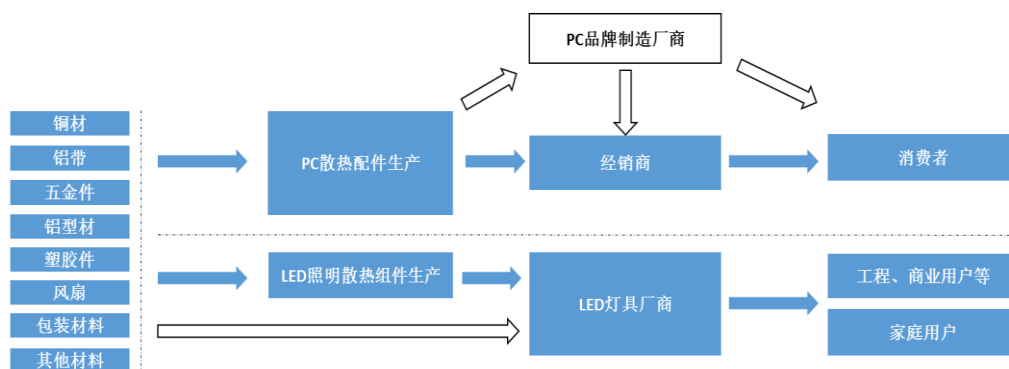 PC品牌制造厂商
铜材
铝带
五金件
铝型材
塑胶件
风扇
包装材料
其他材料
PC散热配件生产
经销商
消费者
LED照明散热组件生产
LED灯具厂商
工程、商业用户等
家庭用户